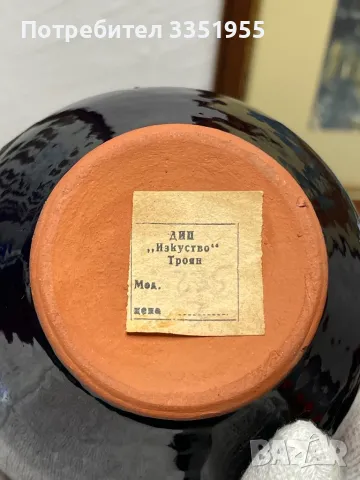 Потребител 3351955
ДИП
„Изкуство“
Троян
Мод.
цена
BAZAR